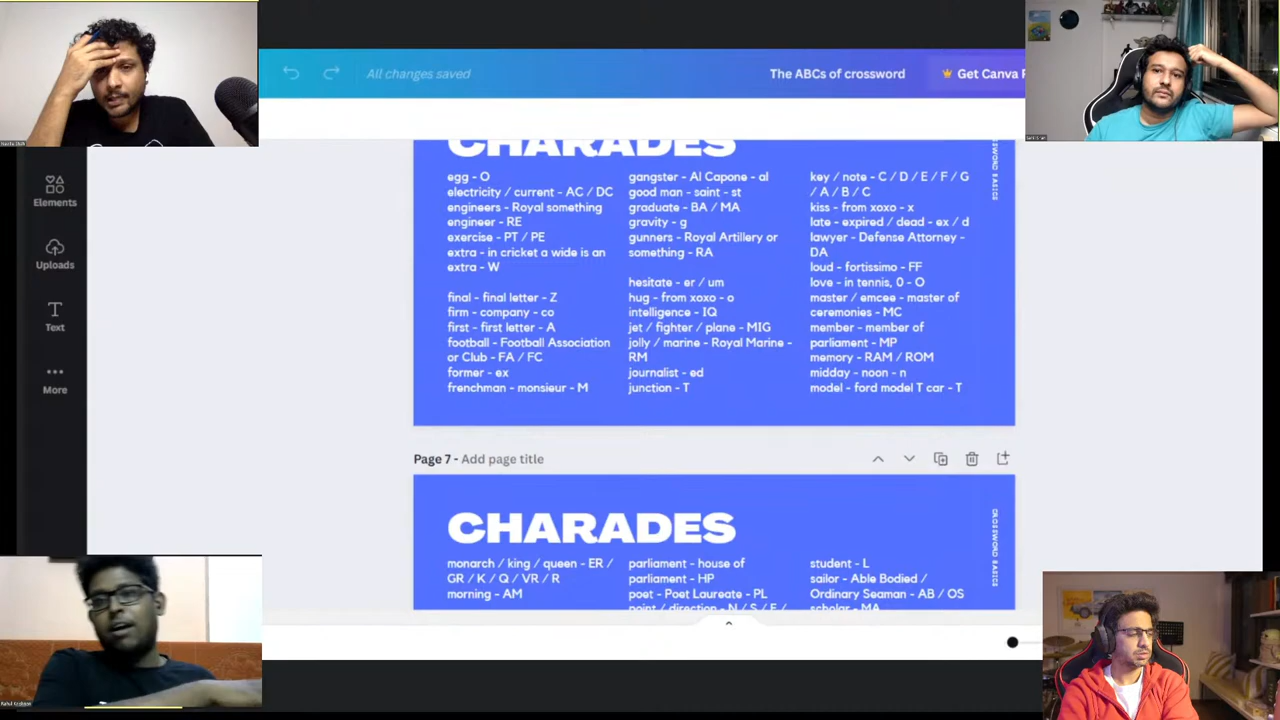 All changes saved
The ABCs of crossword
Get Canva
Elements
Uploads
Text
More
CHARADES
egg - O
electricity / current - AC / DC
engineers - Royal something
engineer - RE
exercise - PT / PE
extra - in cricket a wide is an
extra - W
final - final letter - Z
firm - company - co
first - first letter - A
football - Football Association
or Club - FA / FC
former - ex
frenchman - monsieur - M
gangster - Al Capone - al
good man - saint - st
graduate - BA / MA
gravity - g
gunners - Royal Artillery or
something - RA
hesitate - er / um
hug - from xoxo - o
intelligence - IQ
jet / fighter / plane - MIG
jolly / marine - Royal Marine -
RM
journalist - ed
junction - T
key / note - C / D / E / F / G
/ A / B / C
kiss - from xoxo - x
late - expired / dead - ex / d
lawyer - Defense Attorney -
DA
loud - fortissimo - FF
love - in tennis, 0 - O
master / emcee - master of
ceremonies - MC
member - member of
parliament - MP
memory - RAM / ROM
midday - noon - n
model - ford model T car - T
SSWORD BASICS
Page 7 - Add page title
CHARADES
monarch / king / queen - ER /
GR / K / Q / VR / R
morning - AM
parliament - house of
parliament - HP
poet - Poet Laureate - PL
point / direction - N / S / E /
student - L
sailor - Able Bodied /
Ordinary Seaman - AB / OS
scholar - MA
CROSSWORD BASICS